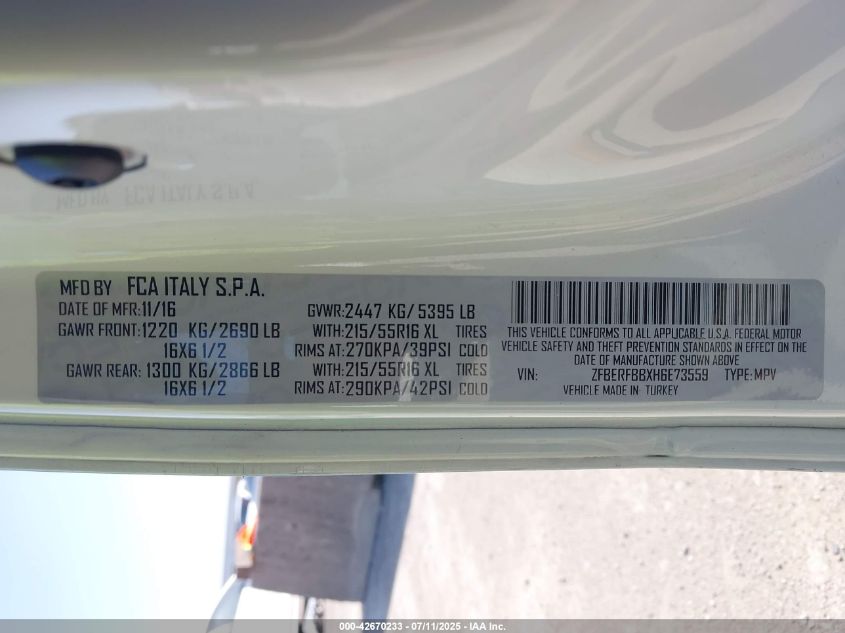 MFD BY FCA ITALY S.P.A.
DATE OF MFR:11/16
GAWR FRONT:1220 KG/2690 LB
16X6 1/2
GAWR REAR:1300 KG/2866 LB
16X6 1/2
GVWR:2447 KG/5395 LB
WITH:215/55R16 XL TIRES
RIMS AT:270KPA/39PSI COLD
WITH:215/55R16 XL TIRES
RIMS AT:290KPA/42PSI COLD
THIS VEHICLE CONFORMS TO ALL APPLICABLE U.S.A. FEDERAL MOTOR
VEHICLE SAFETY AND THEFT PREVENTION STANDARDS IN EFFECT ON THE
DATE OF MANUFACTURE SHOWN ABOVE
VIN: ZFBERFBBXH6E73559 TYPE:MPV
VEHICLE MADE IN: TURKEY
000-42670233 - 07/11/2025 - IAA Inc.